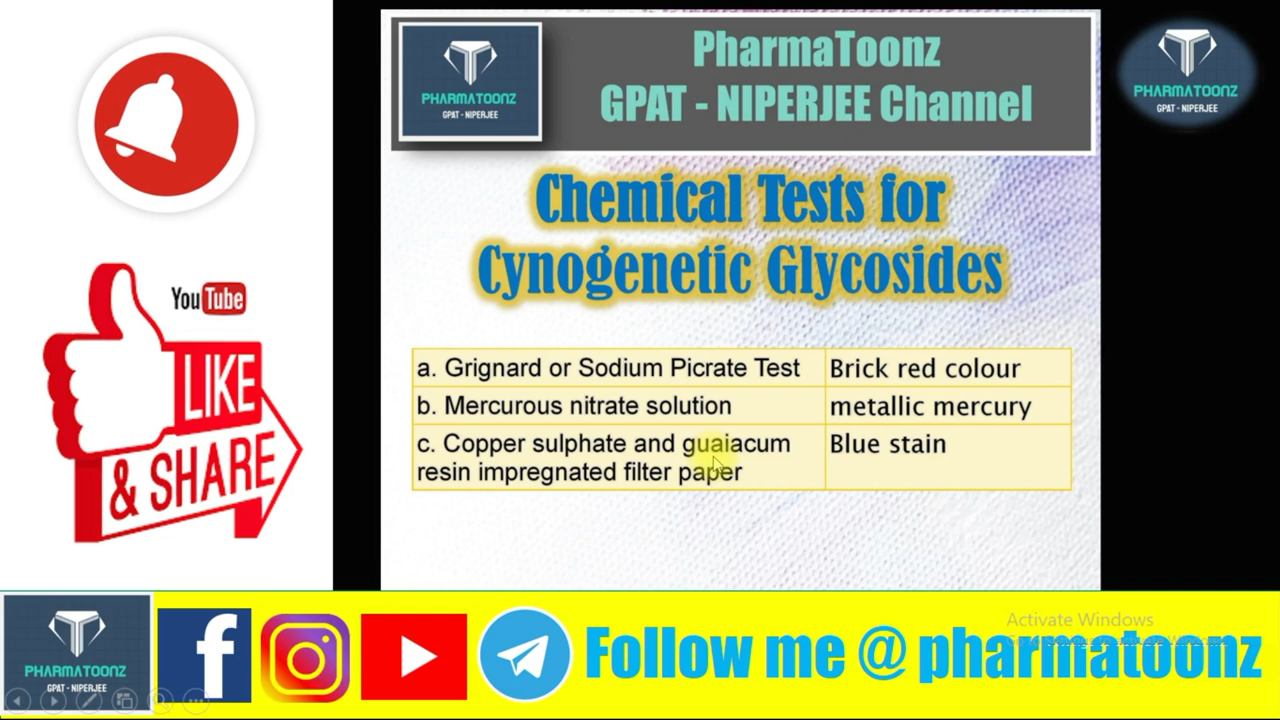 PharmaToonz
GPAT - NIPERJEE Channel
PHARMATOONZ
GPAT - NIPERJEE
PHARMATOONZ
GPAT - NIPERJEE
Chemical Tests for
Cynogenetic Glycosides
You Tube
LIKE
& SHARE
a. Grignard or Sodium Picrate Test Brick red colour
b. Mercurous nitrate solution metallic mercury
c. Copper sulphate and guaiacum Blue stain
resin impregnated filter paper
PHARMATOONZ
GPAT - NIPERJEE
Follow me @ pharmatoonz
Activate Windows